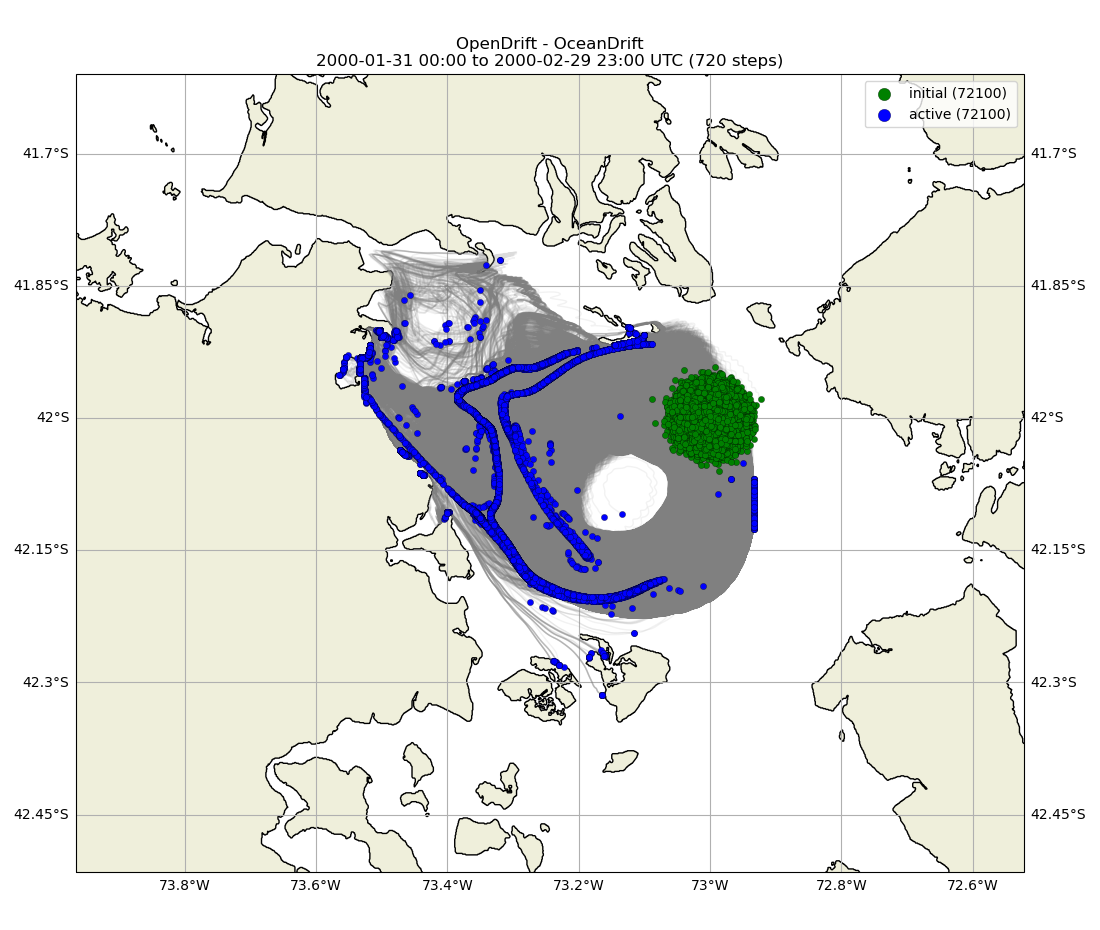 OpenDrift - OceanDrift
2000-01-31 00:00 to 2000-02-29 23:00 UTC (720 steps)
initial (72100)
active (72100)
41.7°S
41.7°S
41.85°S
41.85°S
42°S
42°S
42.15°S
42.15°S
42.3°S
42.3°S
42.45°S
42.45°S
73.8°W
73.6°W
73.4°W
73.2°W
73°W
72.8°W
72.6°W